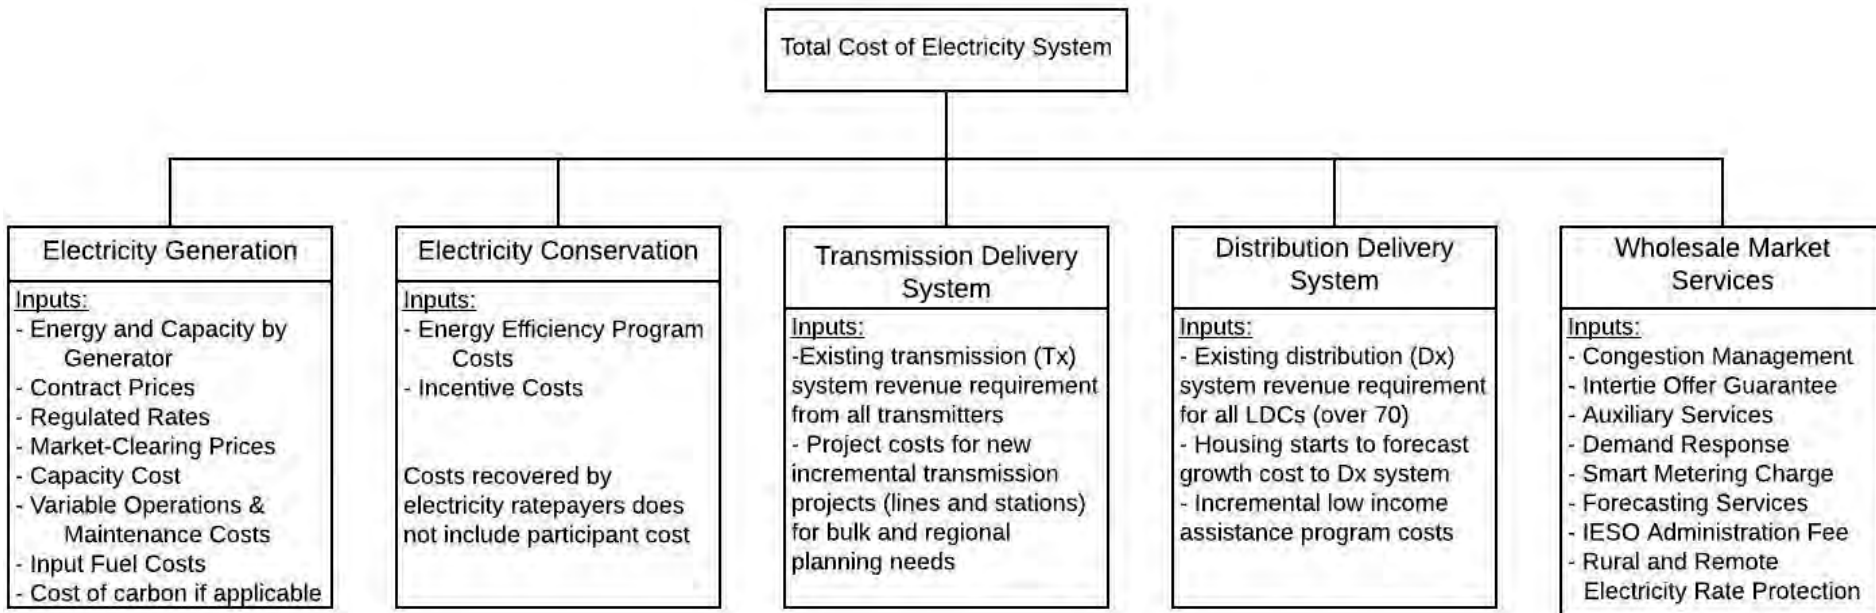 Total Cost of Electricity System
Electricity Generation
Inputs:
- Energy and Capacity by
Generator
- Contract Prices
- Regulated Rates
- Market-Clearing Prices
- Capacity Cost
- Variable Operations &
Maintenance Costs
- Input Fuel Costs
- Cost of carbon if applicable
Electricity Conservation
Inputs:
- Energy Efficiency Program
Costs
- Incentive Costs
Costs recovered by
electricity ratepayers does
not include participant cost
Transmission Delivery
System
Inputs:
-Existing transmission (Tx)
system revenue requirement
from all transmitters
- Project costs for new
incremental transmission
projects (lines and stations)
for bulk and regional
planning needs
Distribution Delivery
System
Inputs:
- Existing distribution (Dx)
system revenue requirement
for all LDCs (over 70)
- Housing starts to forecast
growth cost to Dx system
- Incremental low income
assistance program costs
Wholesale Market
Services
Inputs:
- Congestion Management
- Intertie Offer Guarantee
- Auxiliary Services
- Demand Response
- Smart Metering Charge
- Forecasting Services
- IESO Administration Fee
- Rural and Remote
Electricity Rate Protection